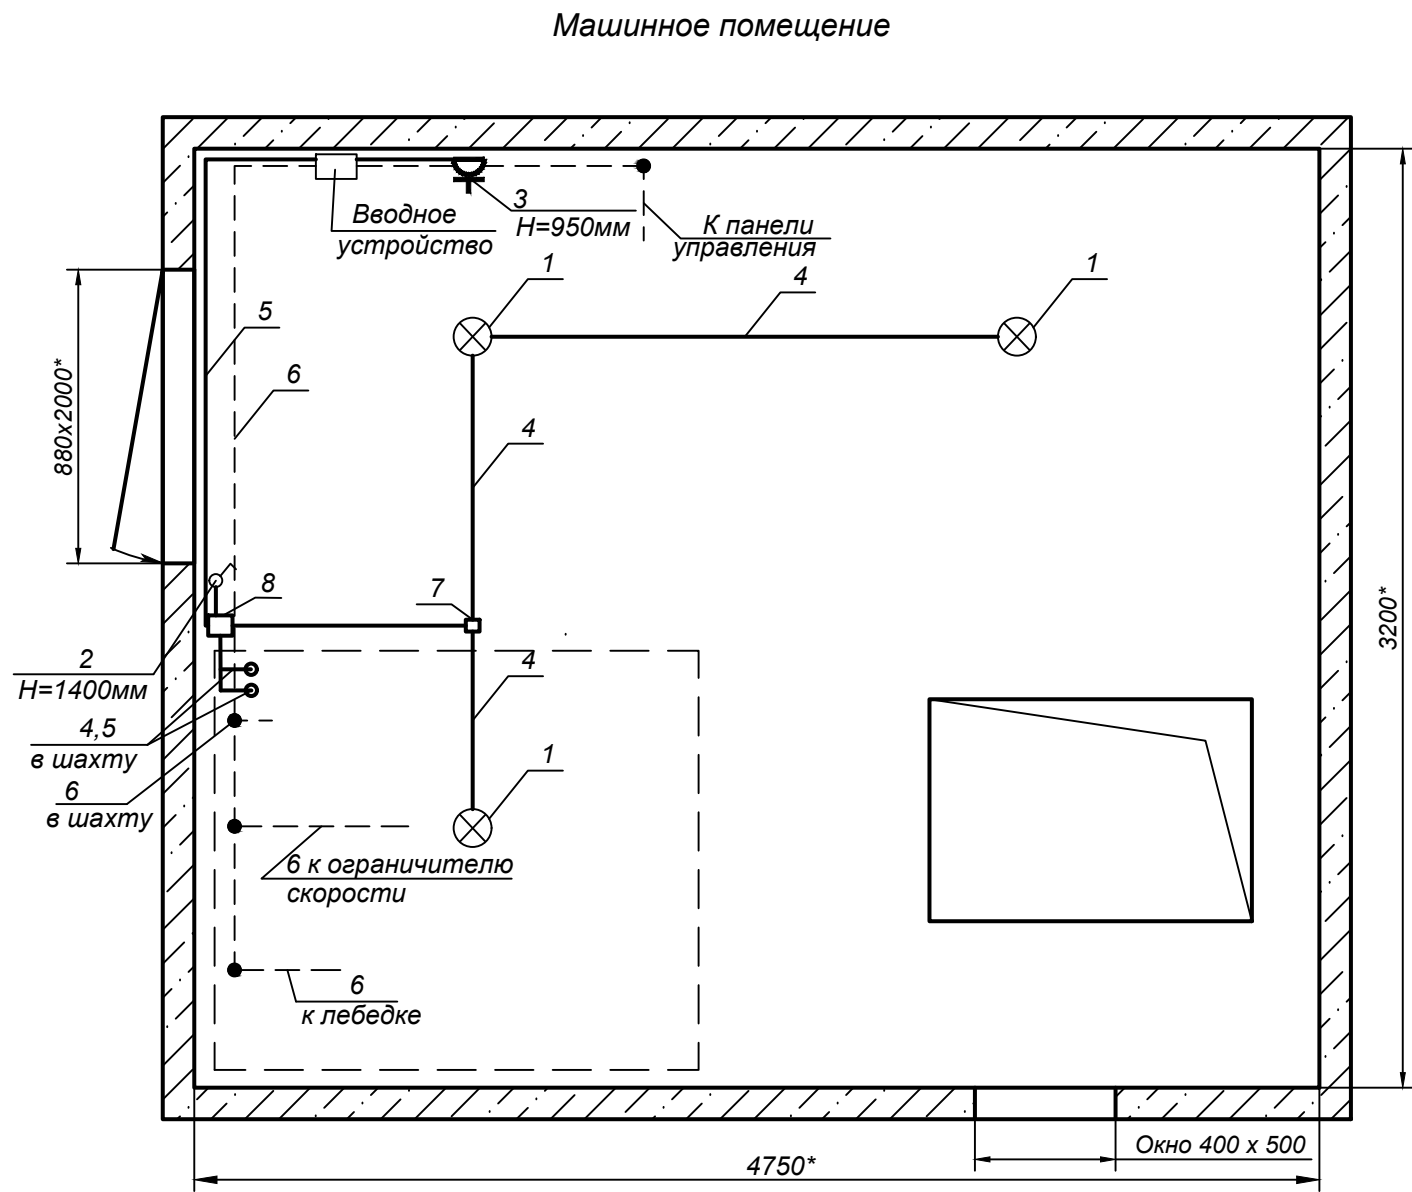 Машинное помещение
Вводное
устройство
3
H=950мм
К панели
управления
1
4
1
5
6
880x2000*
4
8
7
2
H=1400мм
4
4,5
в шахту
6
в шахту
1
6 к ограничителю
скорости
6
к лебедке
3200*
Окно 400 x 500
4750*